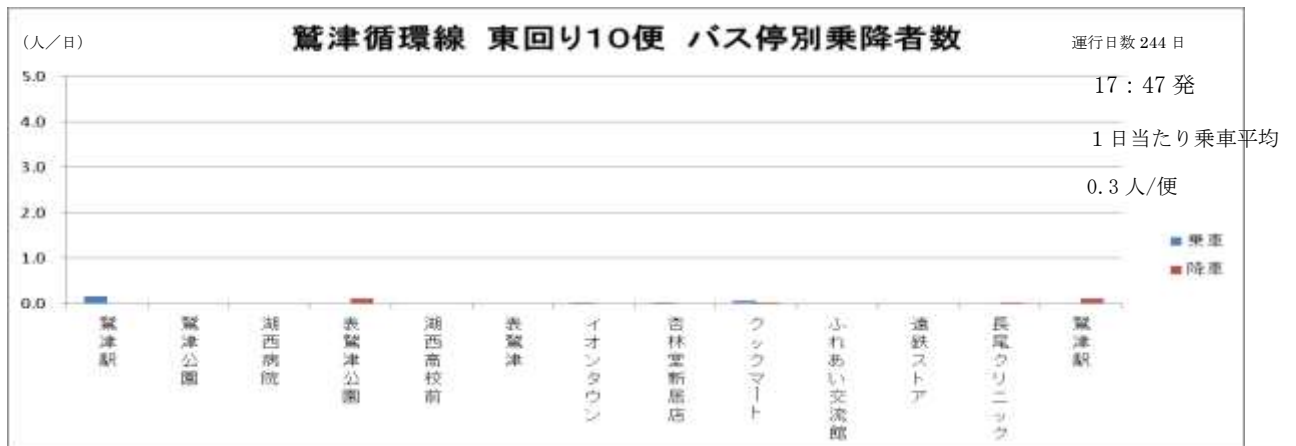 (人／日)
鷲津循環線 東回り10便 バス停別乗降者数
運行日数 244 日
17：47 発
1 日当たり乗車平均
0.3 人/便
5.0
4.0
3.0
2.0
1.0
0.0
乗車
降車
鷲津駅
鷲津公園
湖西病院
表鷲津公園
湖西高校前
表鷲津
イオンタウン
杏林堂新居店
クックマート
ふれあい交流館
遠鉄ストア
長尾クリニック
鷲津駅